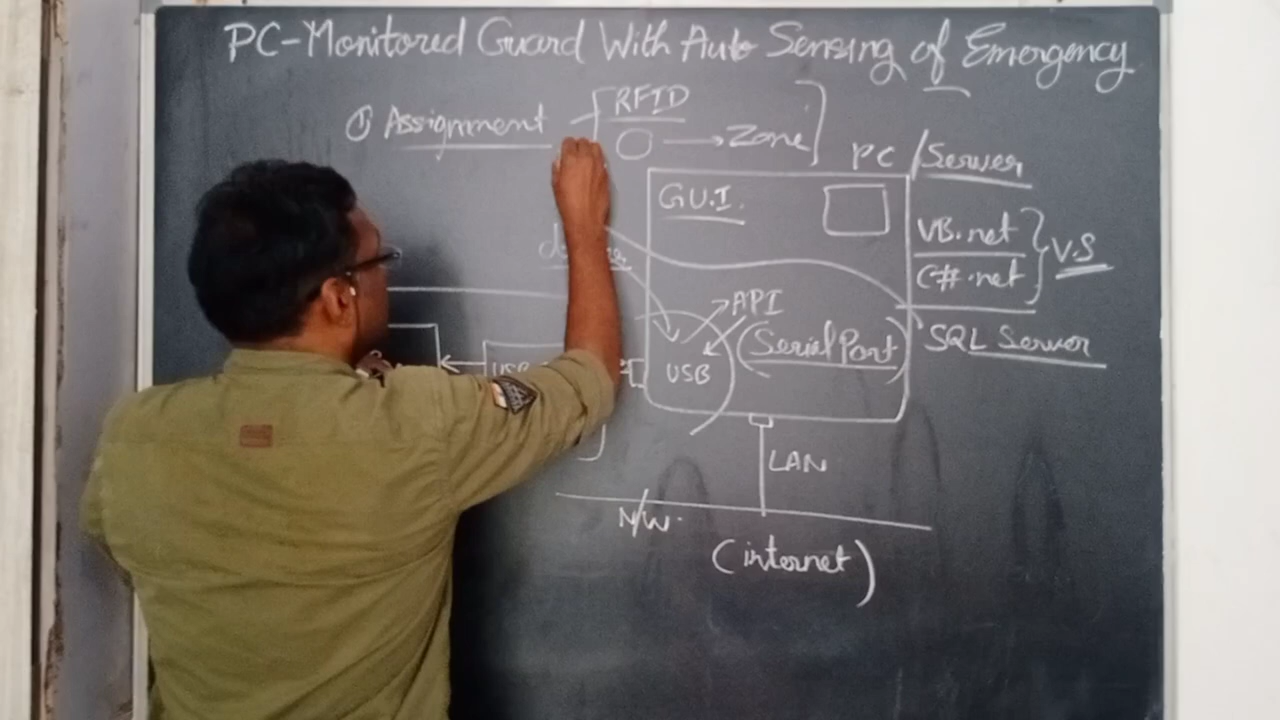 PC-Monitored Guard With Auto Sensing of Emergency
① Assignment
RFID
→ Zone
PC/Server
G.U.I.
VB.net
C#.net
V.S
API
(Serial Port)
SQL Server
USB
USB
LAN
N/W.
(internet)